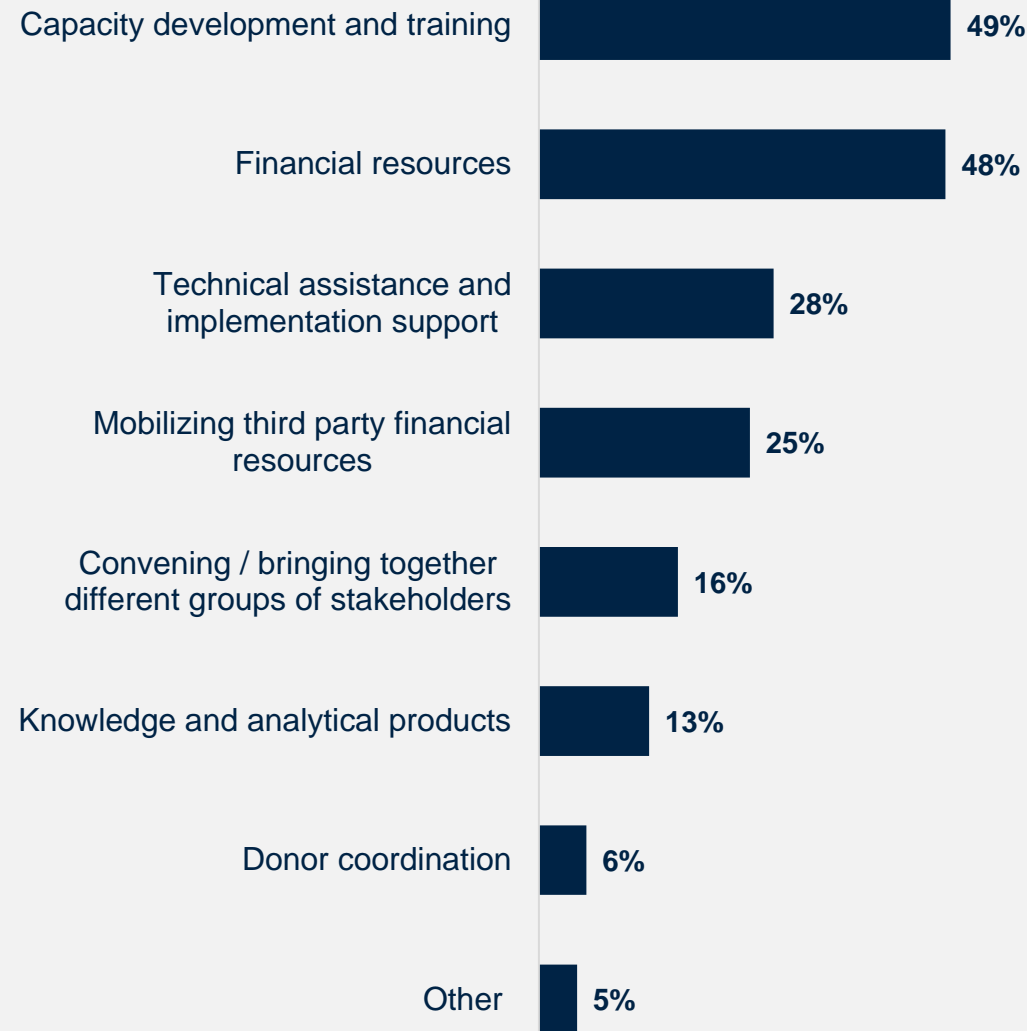 Capacity development and training
49%
Financial resources
48%
Technical assistance and
implementation support
28%
Mobilizing third party financial
resources
25%
Convening / bringing together
different groups of stakeholders
16%
Knowledge and analytical products
13%
Donor coordination
6%
Other
5%